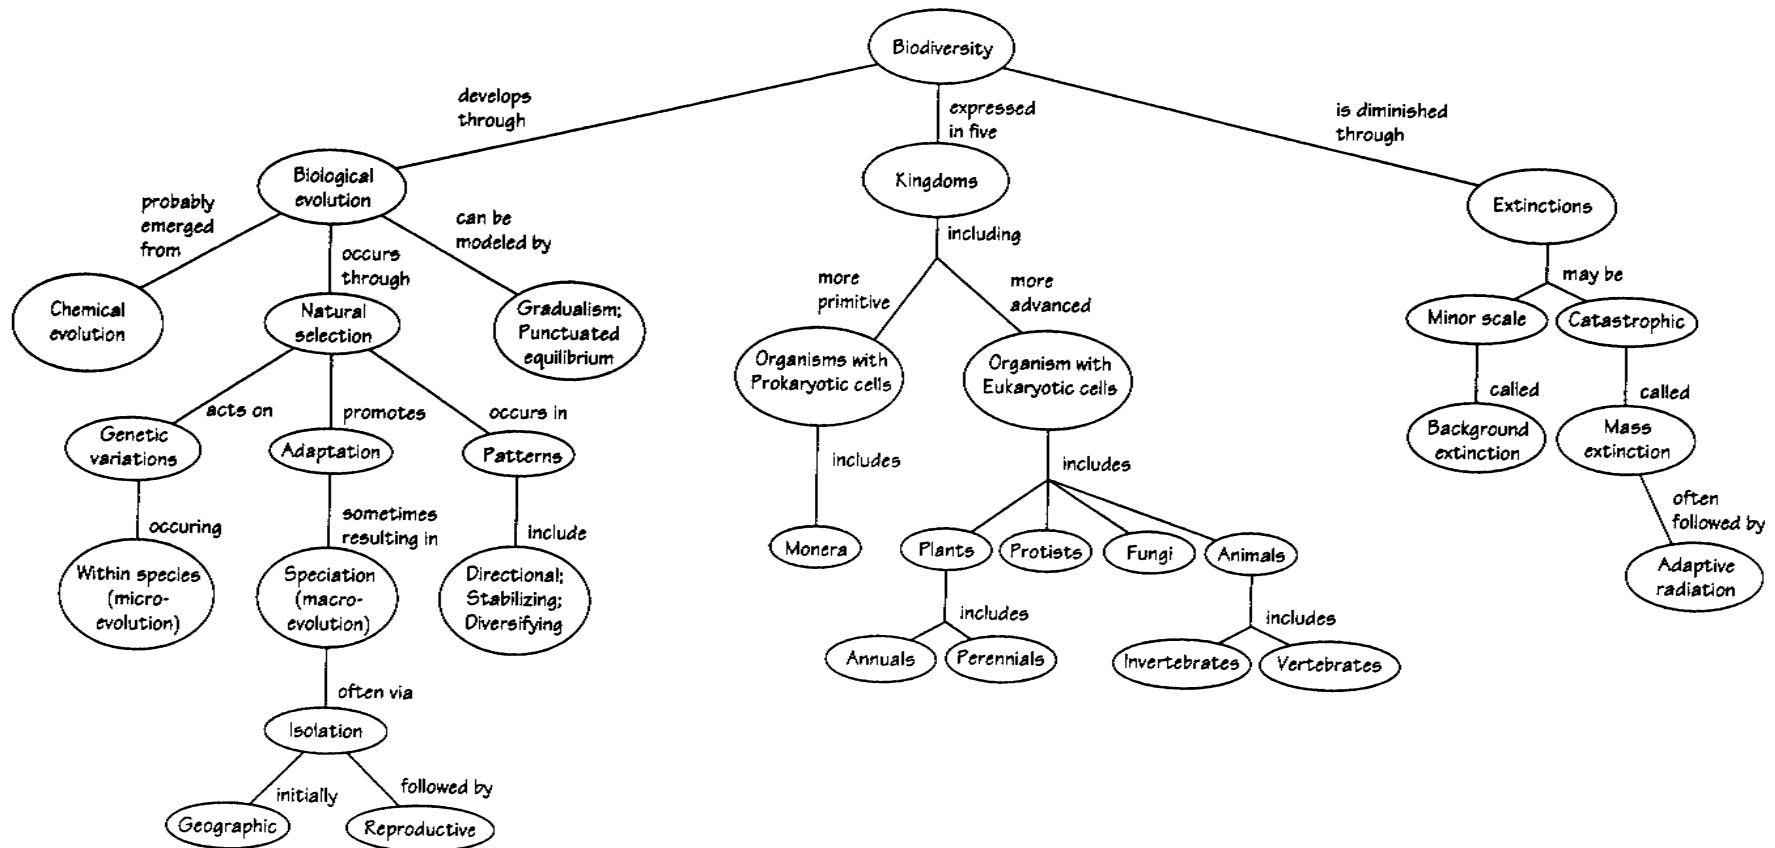 Biodiversity
develops
through
expressed
in five
is diminished
through
Biological
evolution
Kingdoms
Extinctions
probably
emerged
from
occurs
through
can be
modeled by
including
may be
Chemical
evolution
Natural
selection
Gradualism;
Punctuated
equilibrium
more
primitive
more
advanced
Minor scale
Catastrophic
Organisms with
Prokaryotic cells
Organism with
Eukaryotic cells
called
called
acts on
promotes
occurs in
Genetic
variations
Adaptation
Patterns
Background
extinction
Mass
extinction
includes
includes
often
followed by
occuring
sometimes
resulting in
include
Monera
Plants
Protists
Fungi
Animals
Adaptive
radiation
Within species
(micro-
evolution)
Speciation
(macro-
evolution)
Directional;
Stabilizing;
Diversifying
includes
includes
Annuals
Perennials
Invertebrates
Vertebrates
often via
Isolation
initially
followed by
Geographic
Reproductive